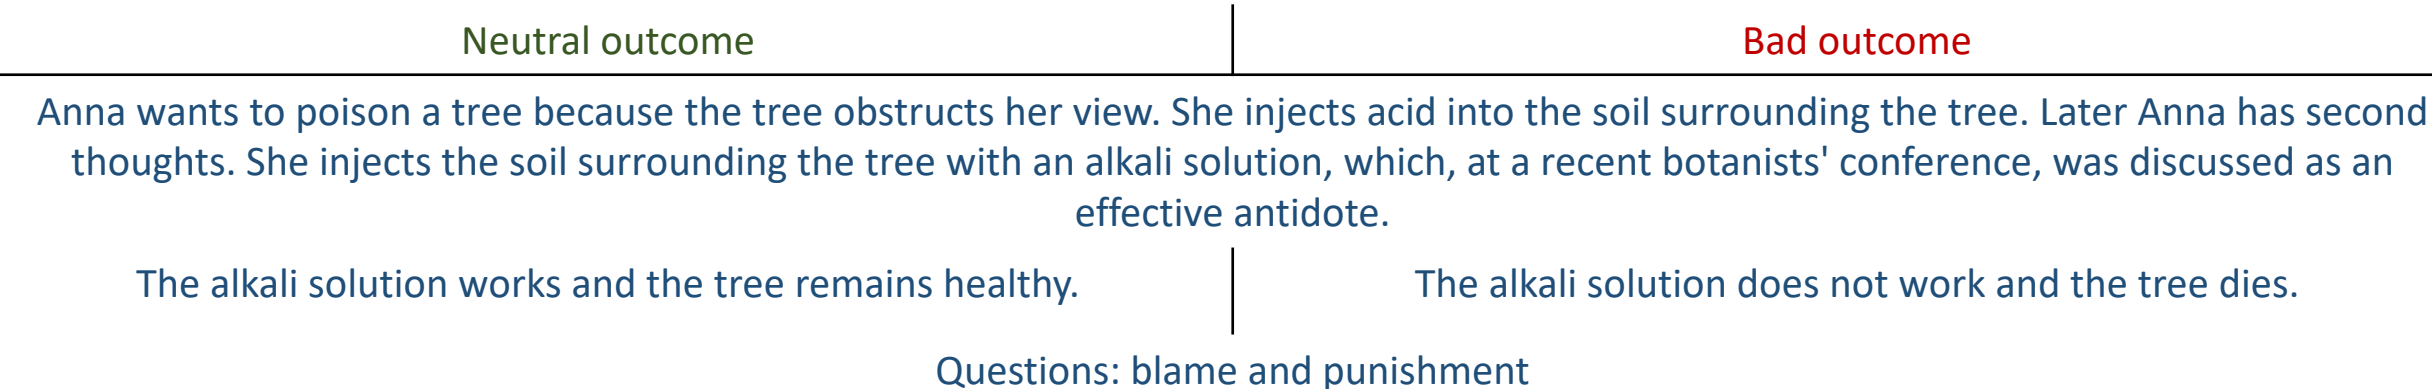 Neutral outcome
Bad outcome
Anna wants to poison a tree because the tree obstructs her view. She injects acid into the soil surrounding the tree. Later Anna has second
thoughts. She injects the soil surrounding the tree with an alkali solution, which, at a recent botanists' conference, was discussed as an
effective antidote.
The alkali solution works and the tree remains healthy.
The alkali solution does not work and the tree dies.
Questions: blame and punishment